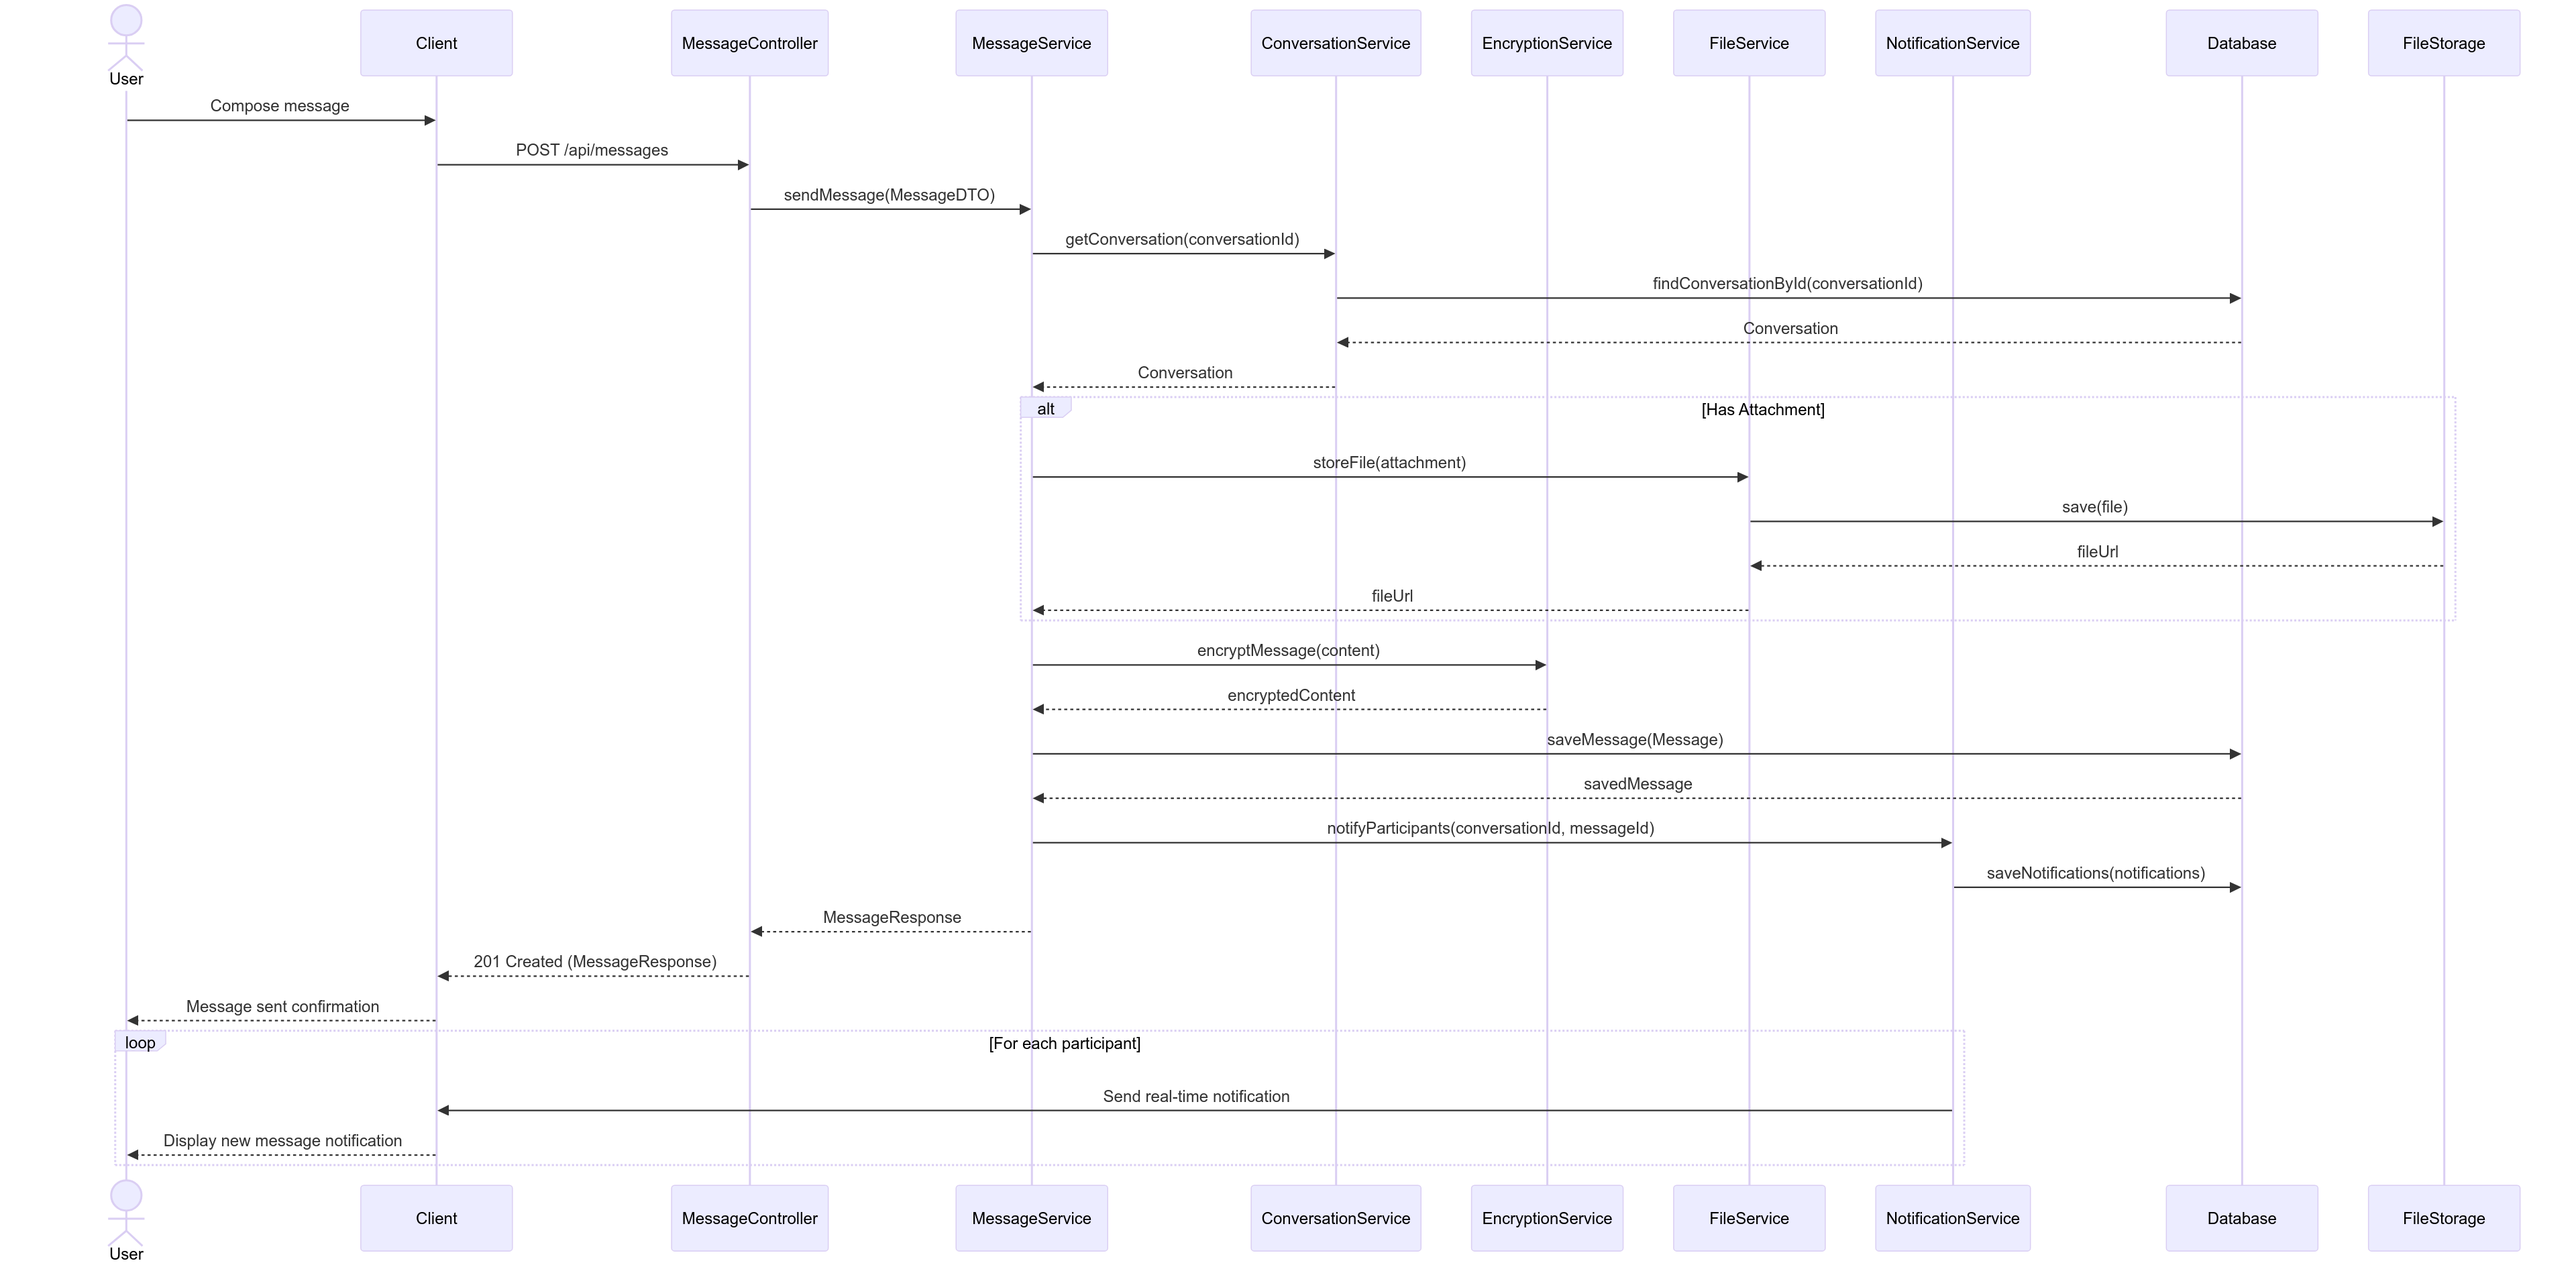 User
Client
MessageController
MessageService
ConversationService
EncryptionService
FileService
NotificationService
Database
FileStorage
Compose message
POST /api/messages
sendMessage(MessageDTO)
getConversation(conversationId)
findConversationById(conversationId)
Conversation
Conversation
alt
[Has Attachment]
storeFile(attachment)
save(file)
fileUrl
fileUrl
encryptMessage(content)
encryptedContent
saveMessage(Message)
savedMessage
notifyParticipants(conversationId, messageId)
saveNotifications(notifications)
MessageResponse
201 Created (MessageResponse)
Message sent confirmation
loop
[For each participant]
Send real-time notification
Display new message notification
User
Client
MessageController
MessageService
ConversationService
EncryptionService
FileService
NotificationService
Database
FileStorage